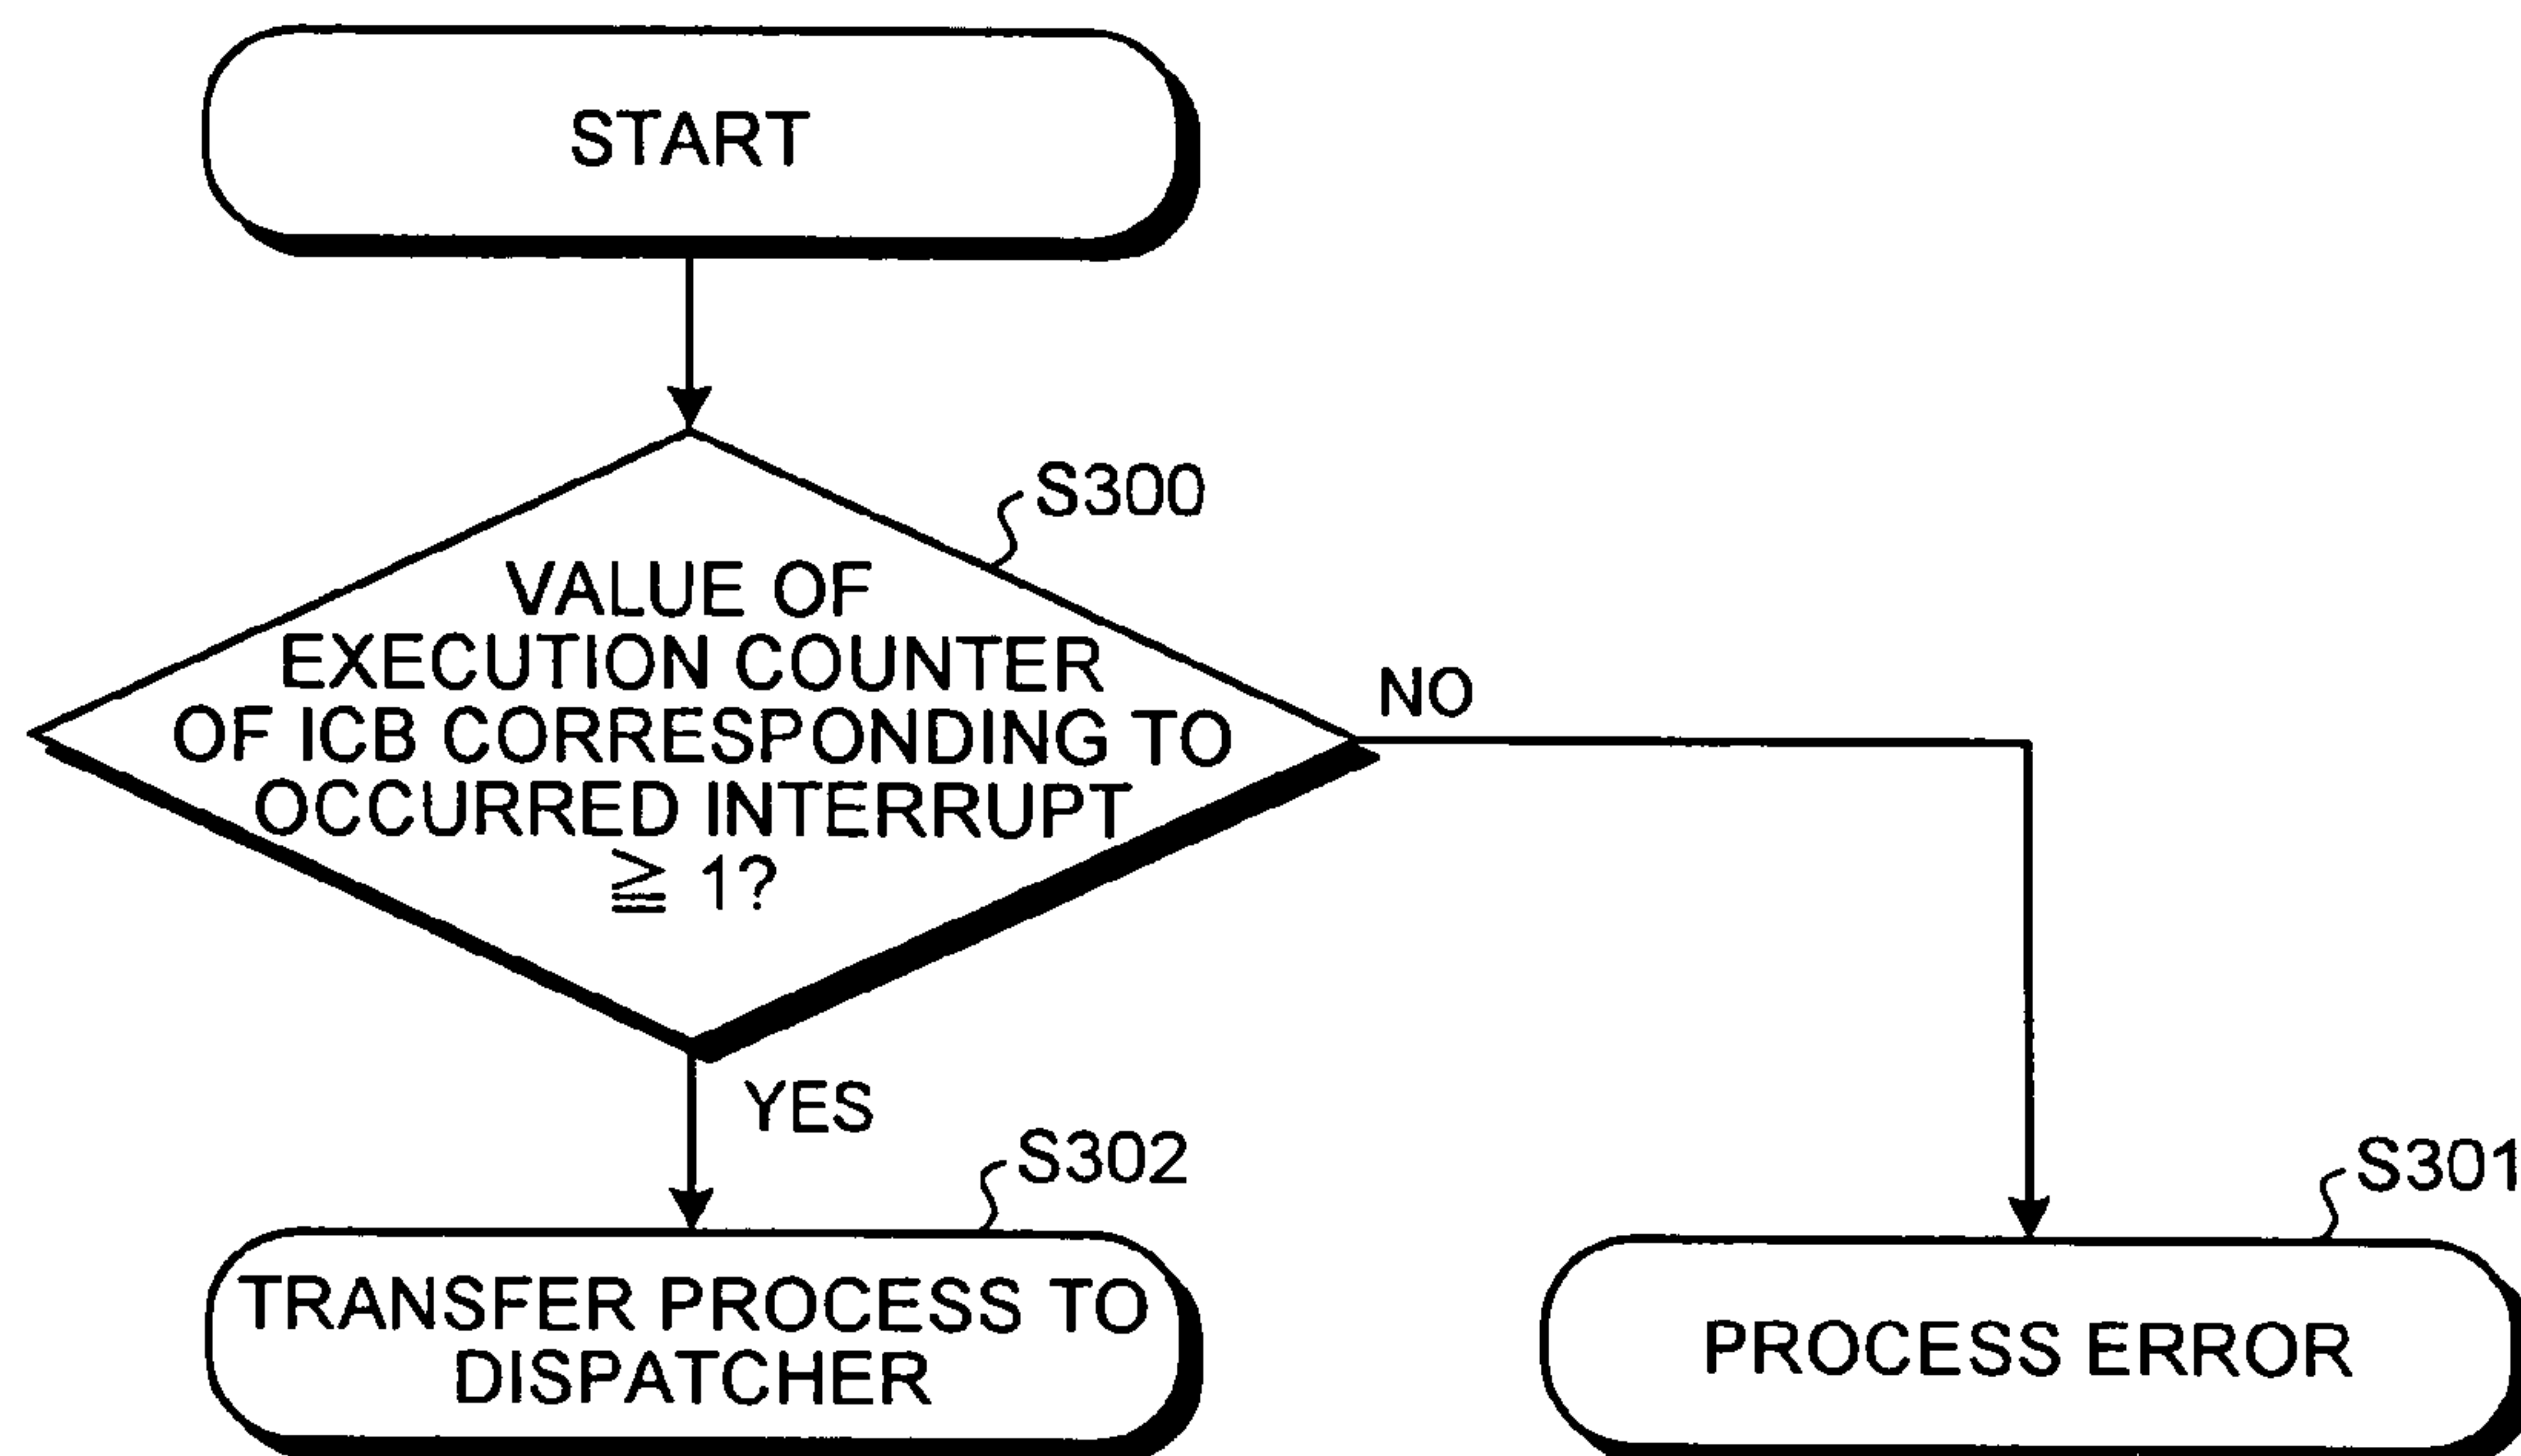 START
S300
VALUE OF
EXECUTION COUNTER
OF ICB CORRESPONDING TO
OCCURRED INTERRUPT
≧ 1?
NO
YES
S302
S301
TRANSFER PROCESS TO
DISPATCHER
PROCESS ERROR